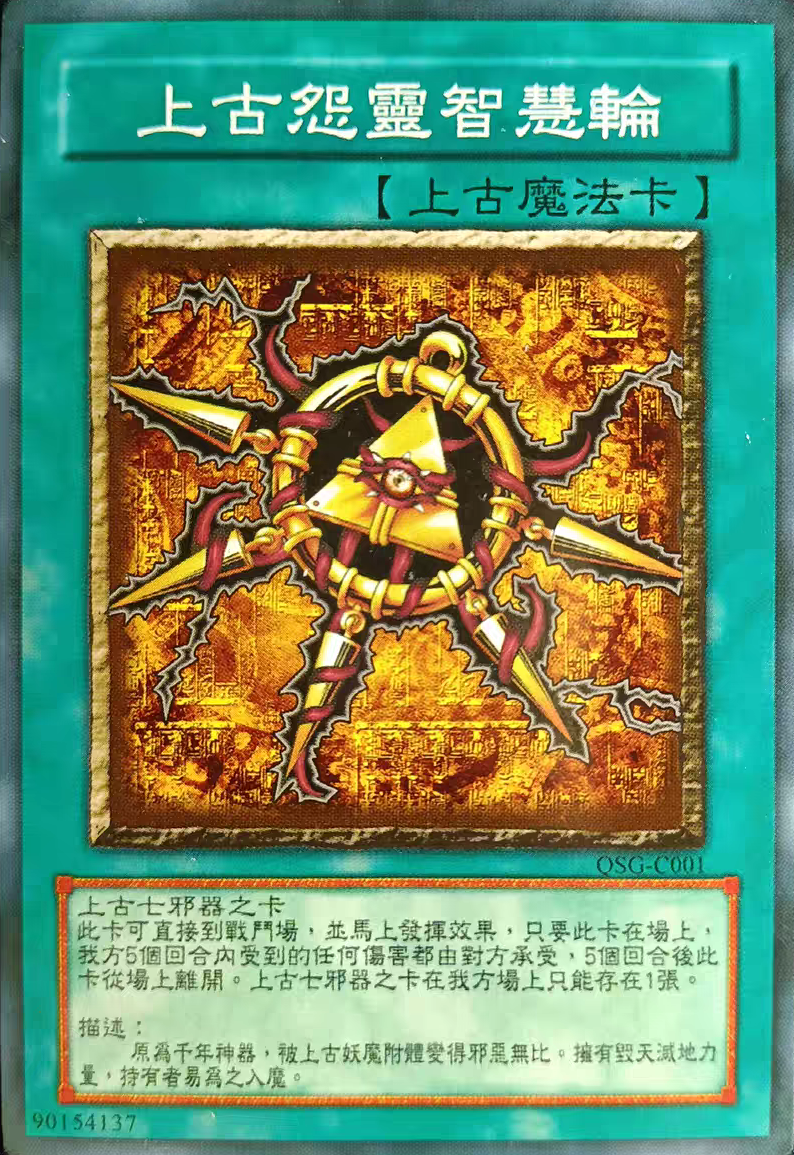 上古怨靈智慧輪
【上古魔法卡】
QSG-C001
上古七邪器之卡
此卡可直接到戰鬥場，並馬上發揮效果，只要此卡在場上，
我方5個回合內受到的任何傷害都由對方承受，5個回合後此
卡從場上離開。上古七邪器之卡在我方場上只能存在1張。
描述：
原為千年神器，被上古妖魔附體變得邪惡無比。擁有毀天滅地力
量，持有者易為之入魔。
90154137